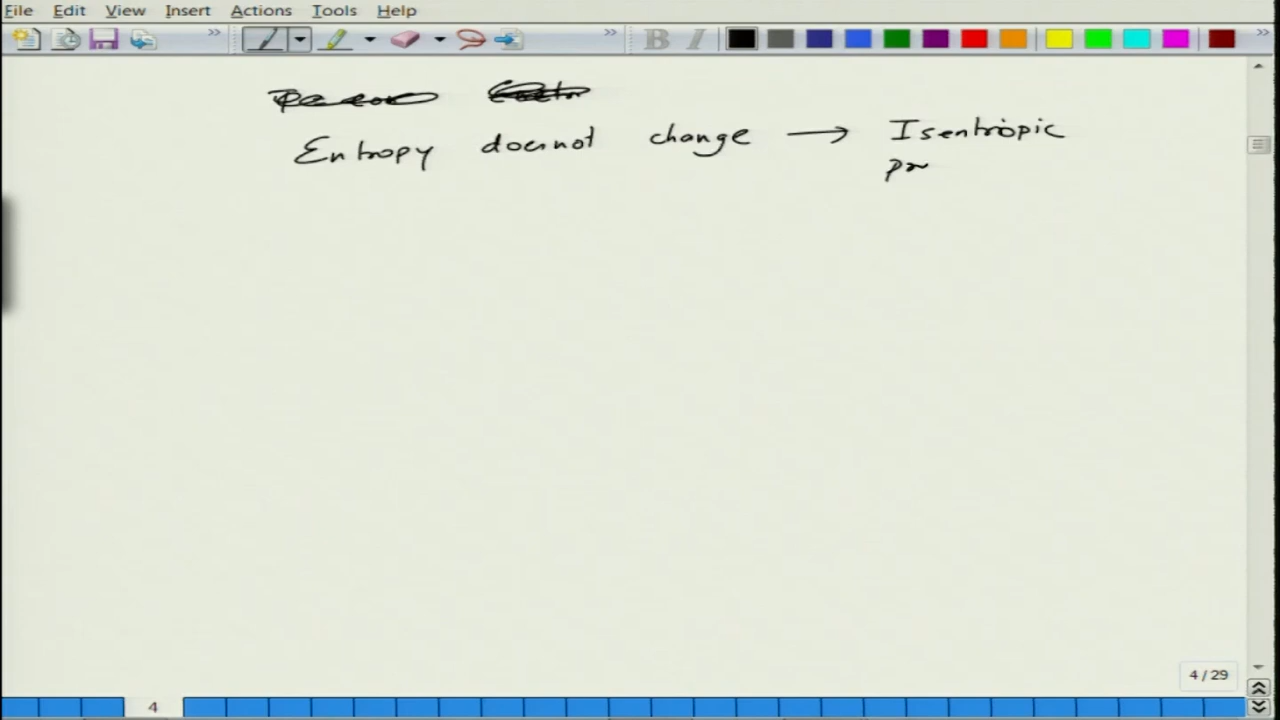 File Edit View Insert Actions Tools Help
B I
Entropy doesnot change → Isentropic
pr
4 / 29
4